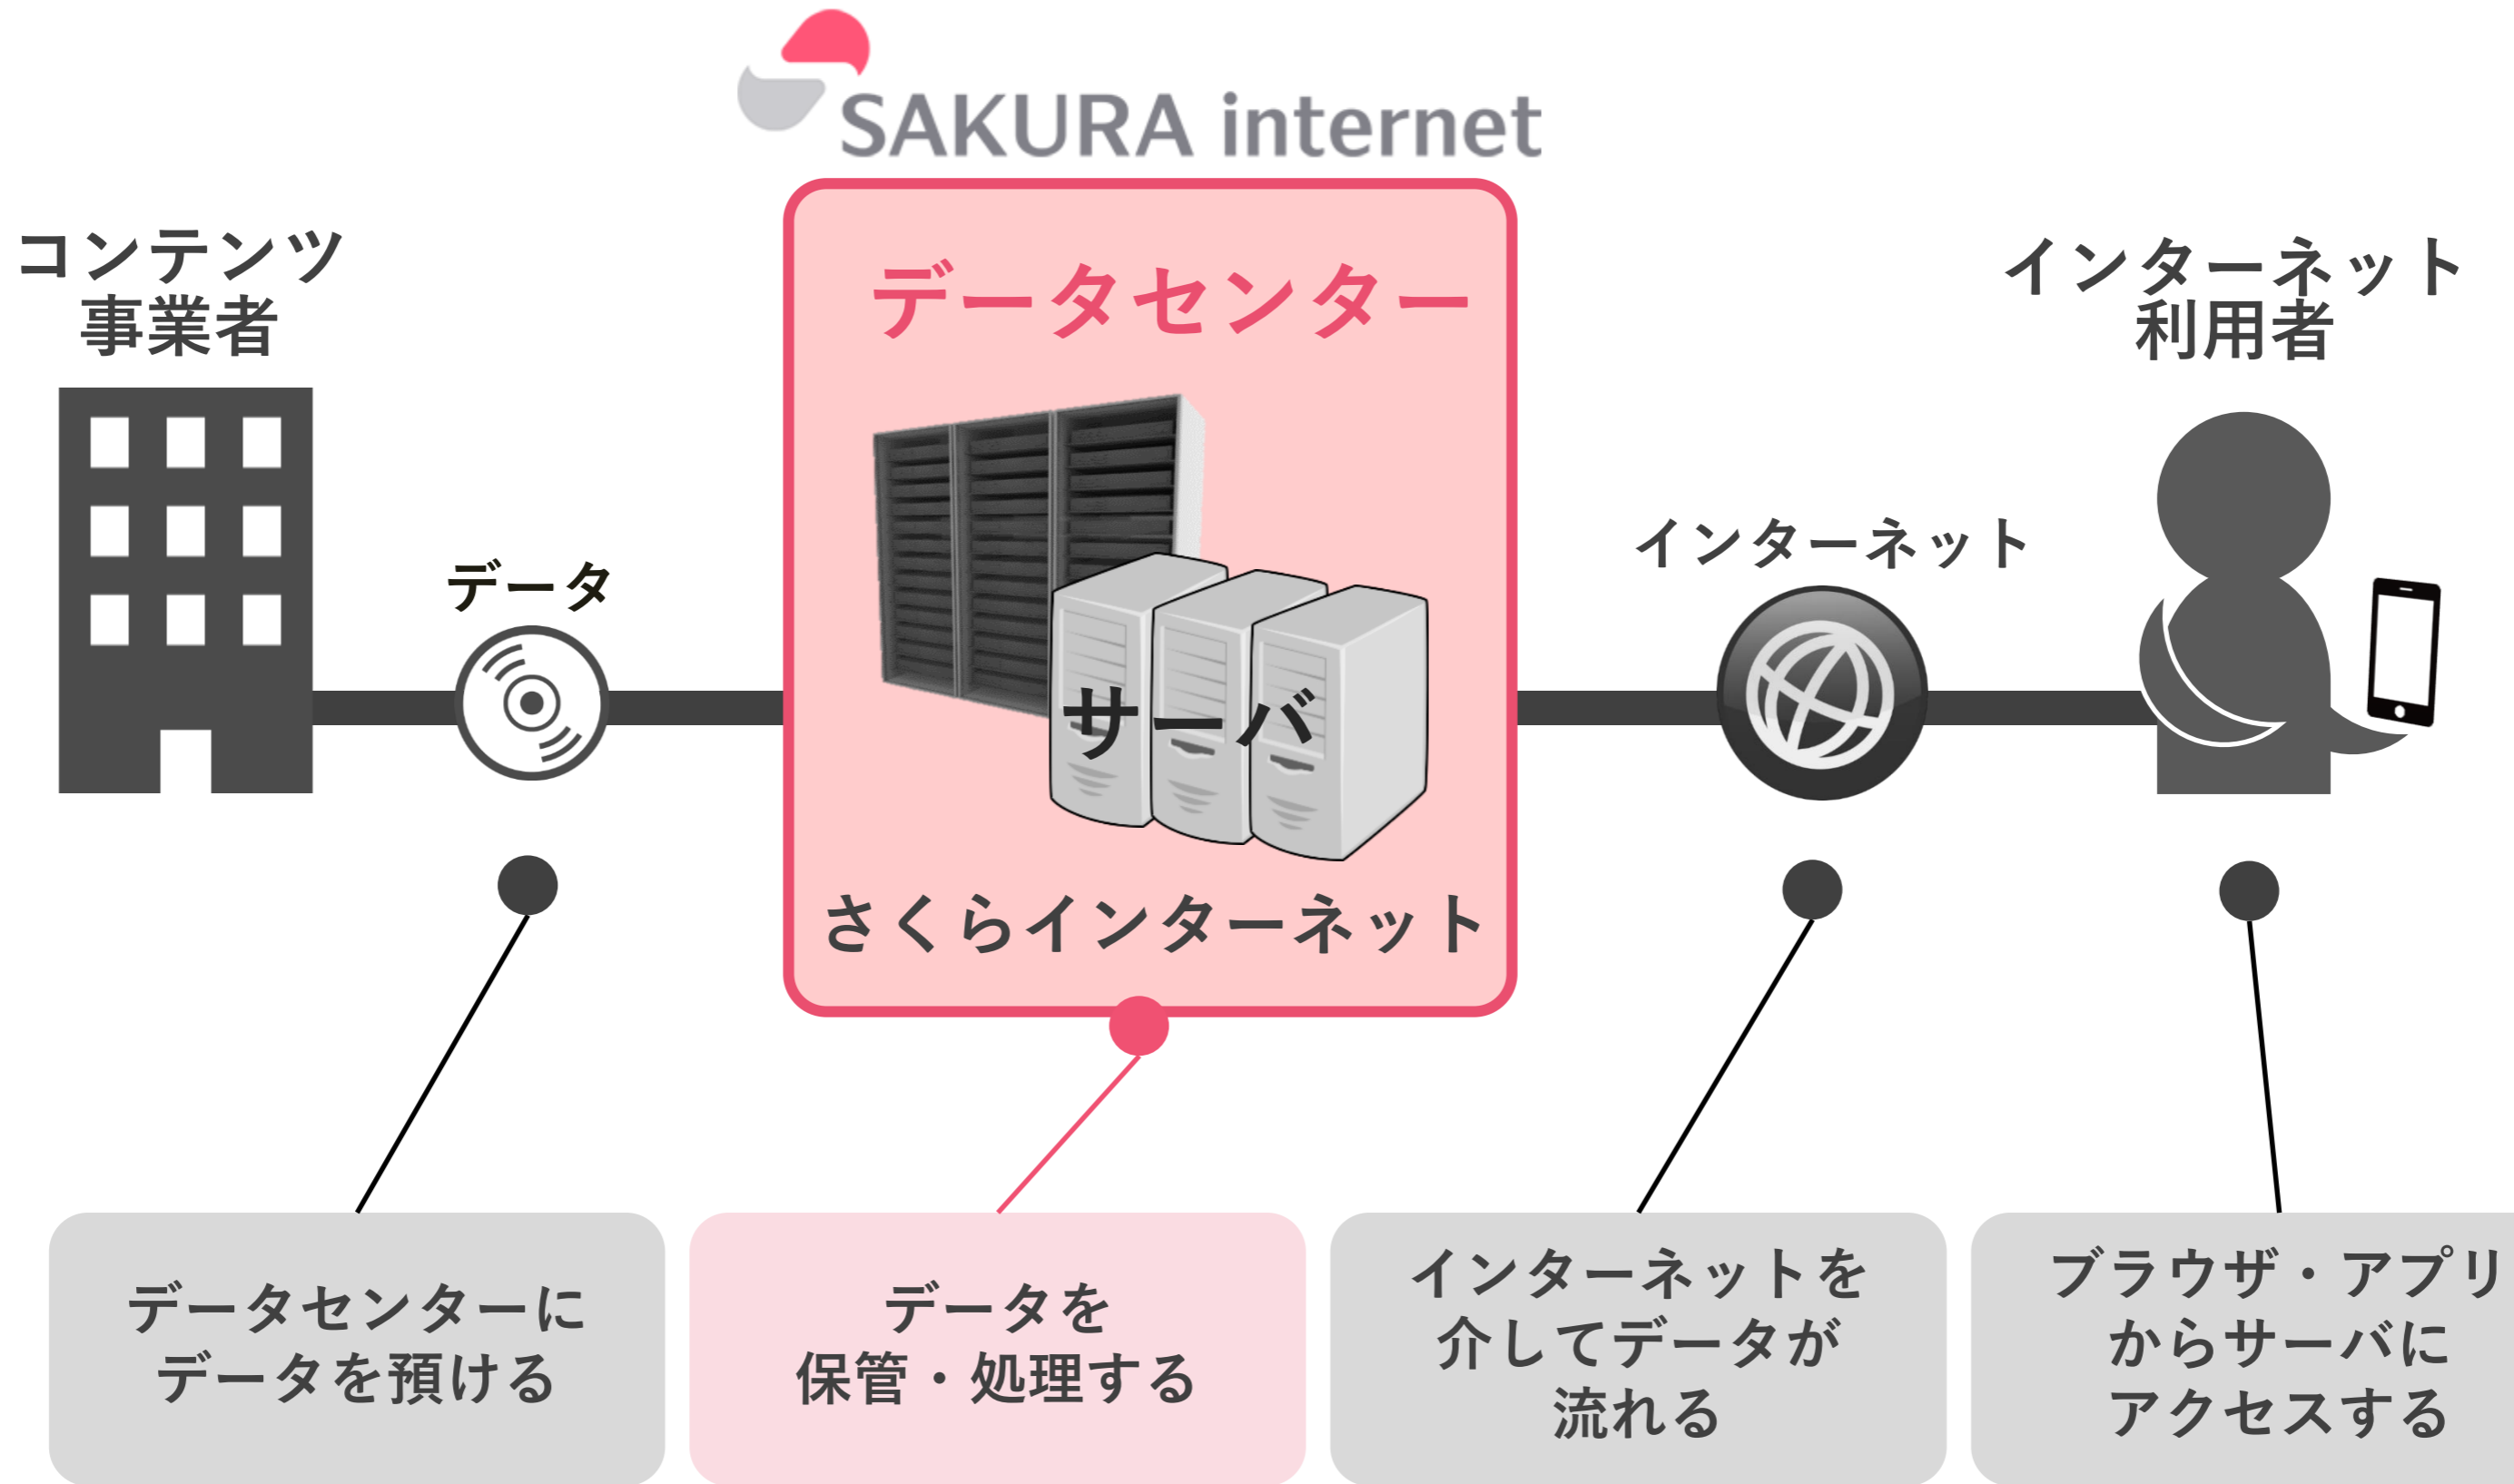 SAKURA internet
コンテンツ
事業者
データ
データセンター
サーバ
さくらインターネット
インターネット
インターネット
利用者
データセンターに
データを預ける
データを
保管・処理する
インターネットを
介してデータが
流れる
ブラウザ・アプリ
からサーバに
アクセスする